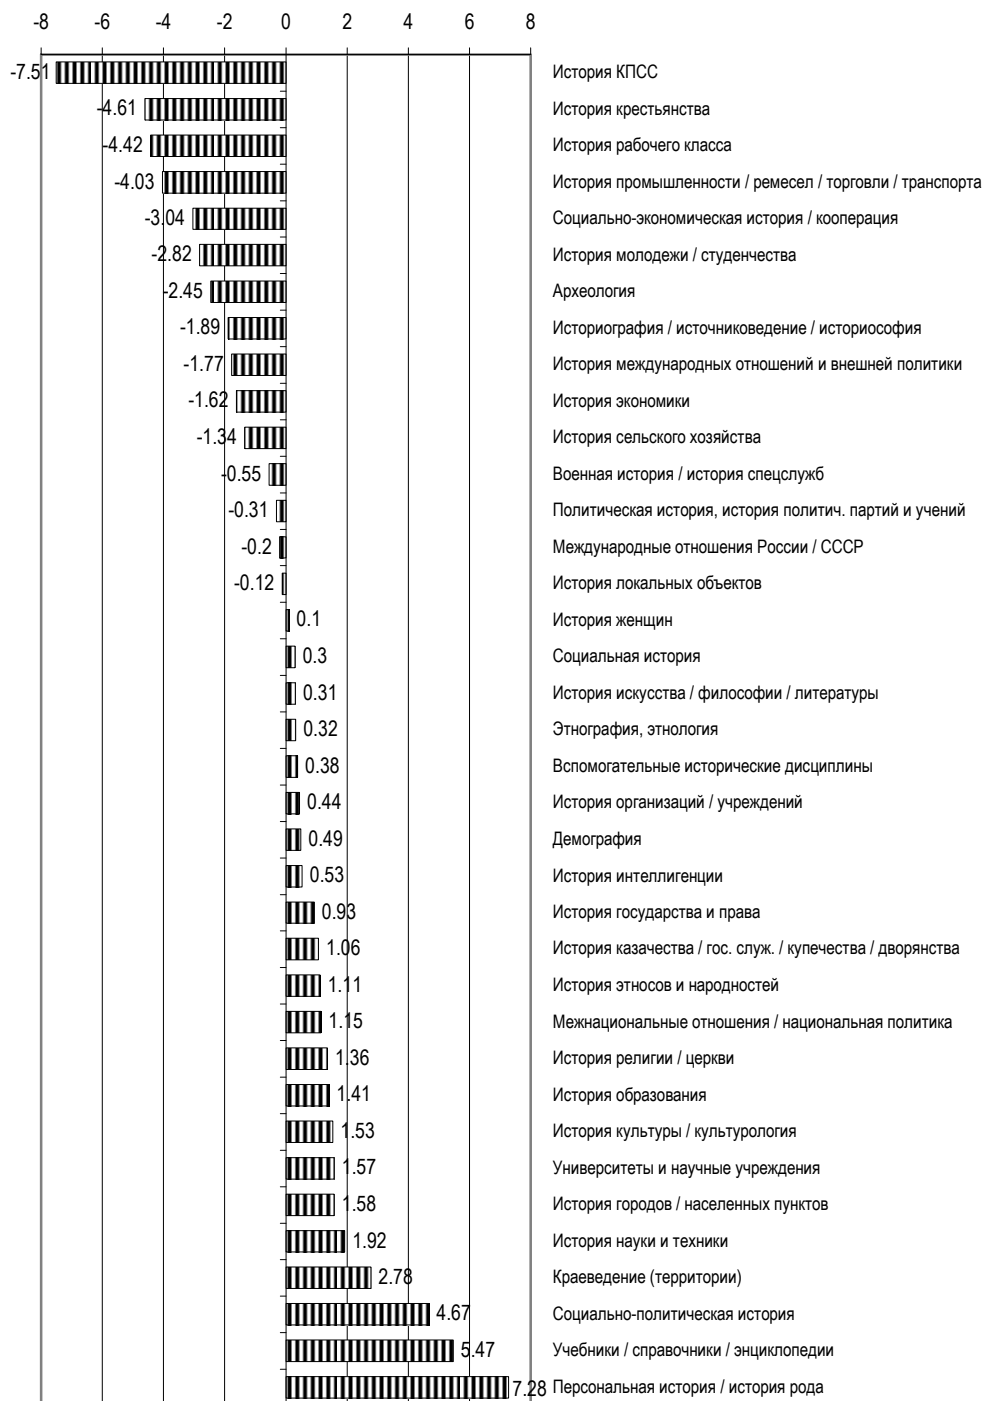 -8 -6 -4 -2 0 2 4 6 8
-7.51 История КПСС
-4.61 История крестьянства
-4.42 История рабочего класса
-4.03 История промышленности / ремесел / торговли / транспорта
-3.04 Социально-экономическая история / кооперация
-2.82 История молодежи / студенчества
-2.45 Археология
-1.89 Историография / источниковедение / историософия
-1.77 История международных отношений и внешней политики
-1.62 История экономики
-1.34 История сельского хозяйства
-0.55 Военная история / история спецслужб
-0.31 Политическая история, история политич. партий и учений
-0.2 Международные отношения России / СССР
-0.12 История локальных объектов
0.1 История женщин
0.3 Социальная история
0.31 История искусства / философии / литературы
0.32 Этнография, этнология
0.38 Вспомогательные исторические дисциплины
0.44 История организаций / учреждений
0.49 Демография
0.53 История интеллигенции
0.93 История государства и права
1.06 История казачества / гос. служ. / купечества / дворянства
1.11 История этносов и народностей
1.15 Межнациональные отношения / национальная политика
1.36 История религии / церкви
1.41 История образования
1.53 История культуры / культурология
1.57 Университеты и научные учреждения
1.58 История городов / населенных пунктов
1.92 История науки и техники
2.78 Краеведение (территории)
4.67 Социально-политическая история
5.47 Учебники / справочники / энциклопедии
7.28 Персональная история / история рода